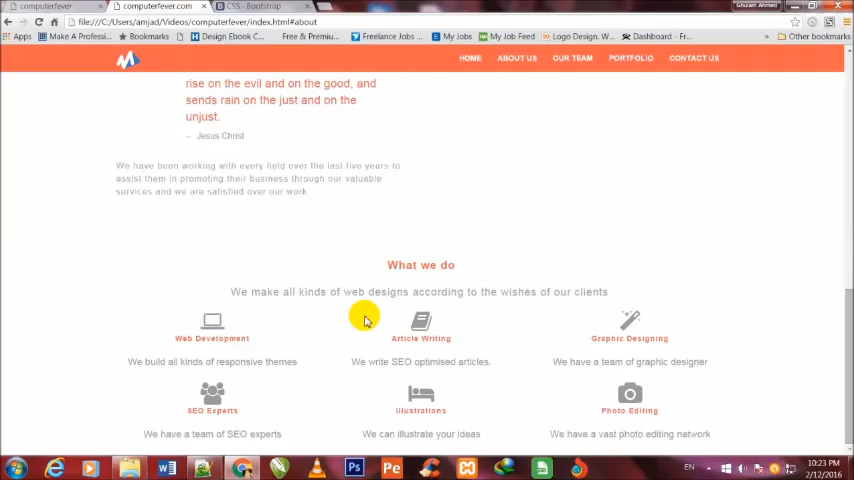 Ghulam Ahmed
computerfever
computerfever.com
CSS · Bootstrap
file:///C:/Users/amjad/Videos/computerfever/index.html#about
Apps
Make A Professi...
Design Ebook C...
Free & Premium...
Freelance Jobs ...
My Jobs
My Job Feed
Logo Design, W...
Dashboard - Fr...
»
Other bookmarks
HOME
ABOUT US
OUR TEAM
PORTFOLIO
CONTACT US
rise on the evil and on the good, and
sends rain on the just and on the
unjust.
— Jesus Christ
We have been working with every field over the last five years to
assist them in promoting their business through our valuable
services and we are satisfied over our work
What we do
We make all kinds of web designs according to the wishes of our clients
Web Development
Article Writing
Graphic Designing
We build all kinds of responsive themes
We write SEO optimised articles.
We have a team of graphic designer
SEO Experts
Illustrations
Photo Editing
We have a team of SEO experts
We can illustrate your ideas
We have a vast photo editing network
W
Ps
Pe
EN
10:23 PM
2/12/2016